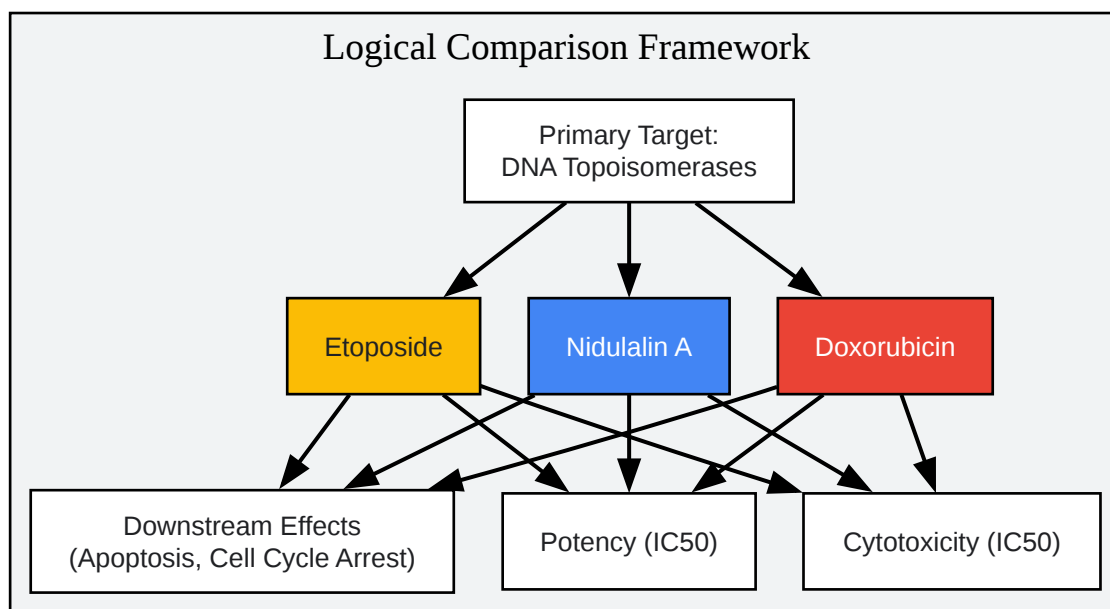 Logical Comparison Framework
Primary Target:
DNA Topoisomerases
Etoposide
Nidulalin A
Doxorubicin
Downstream Effects
(Apoptosis, Cell Cycle Arrest)
Potency (IC50)
Cytotoxicity (IC50)